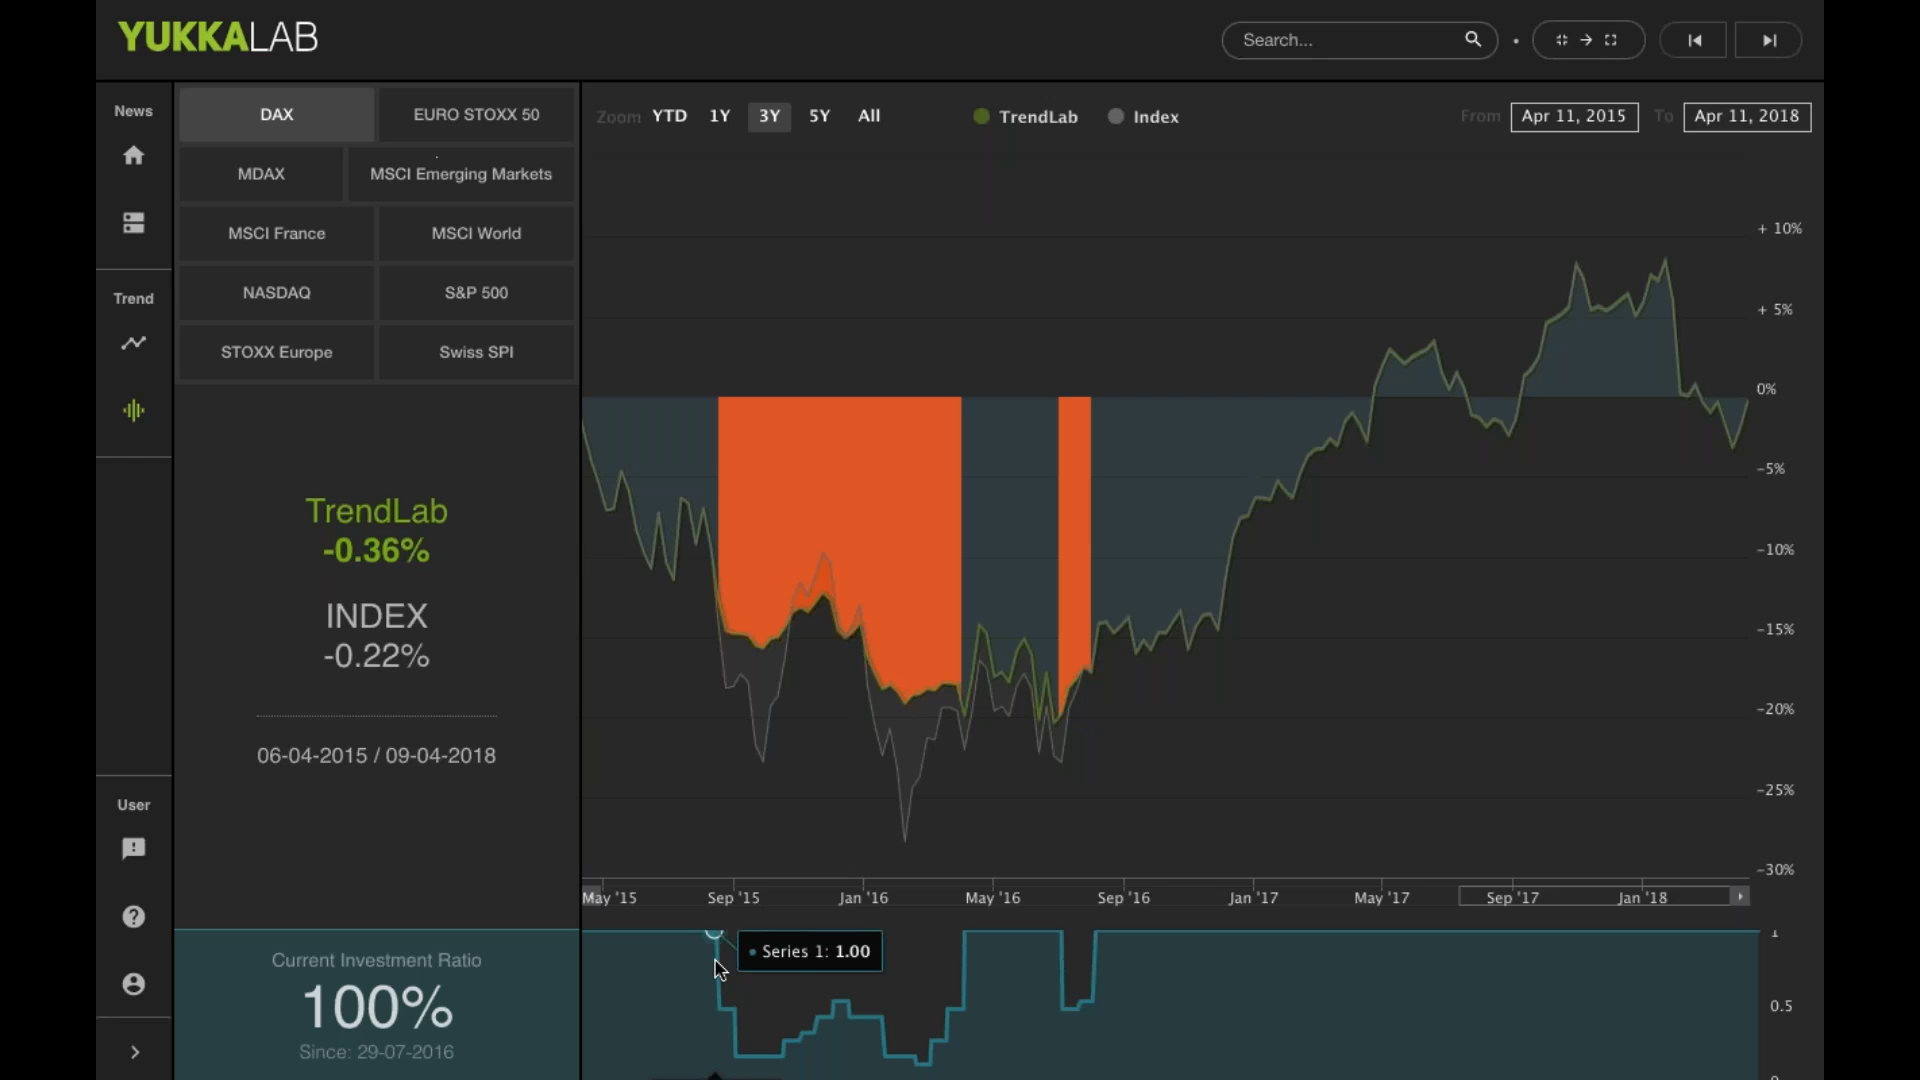 YUKKALAB
Search...
News
DAX
EURO STOXX 50
MDAX
MSCI Emerging Markets
MSCI France
MSCI World
NASDAQ
S&P 500
STOXX Europe
Swiss SPI
Trend
Zoom YTD 1Y 3Y 5Y All
TrendLab Index
From Apr 11, 2015 To Apr 11, 2018
+ 10%
+ 5%
0%
-5%
-10%
-15%
-20%
-25%
-30%
TrendLab
-0.36%
INDEX
-0.22%
06-04-2015 / 09-04-2018
User
May '15 Sep '15 Jan '16 May '16 Sep '16 Jan '17 May '17 Sep '17 Jan '18
Current Investment Ratio
100%
Since: 29-07-2016
Series 1: 1.00
1
0.5